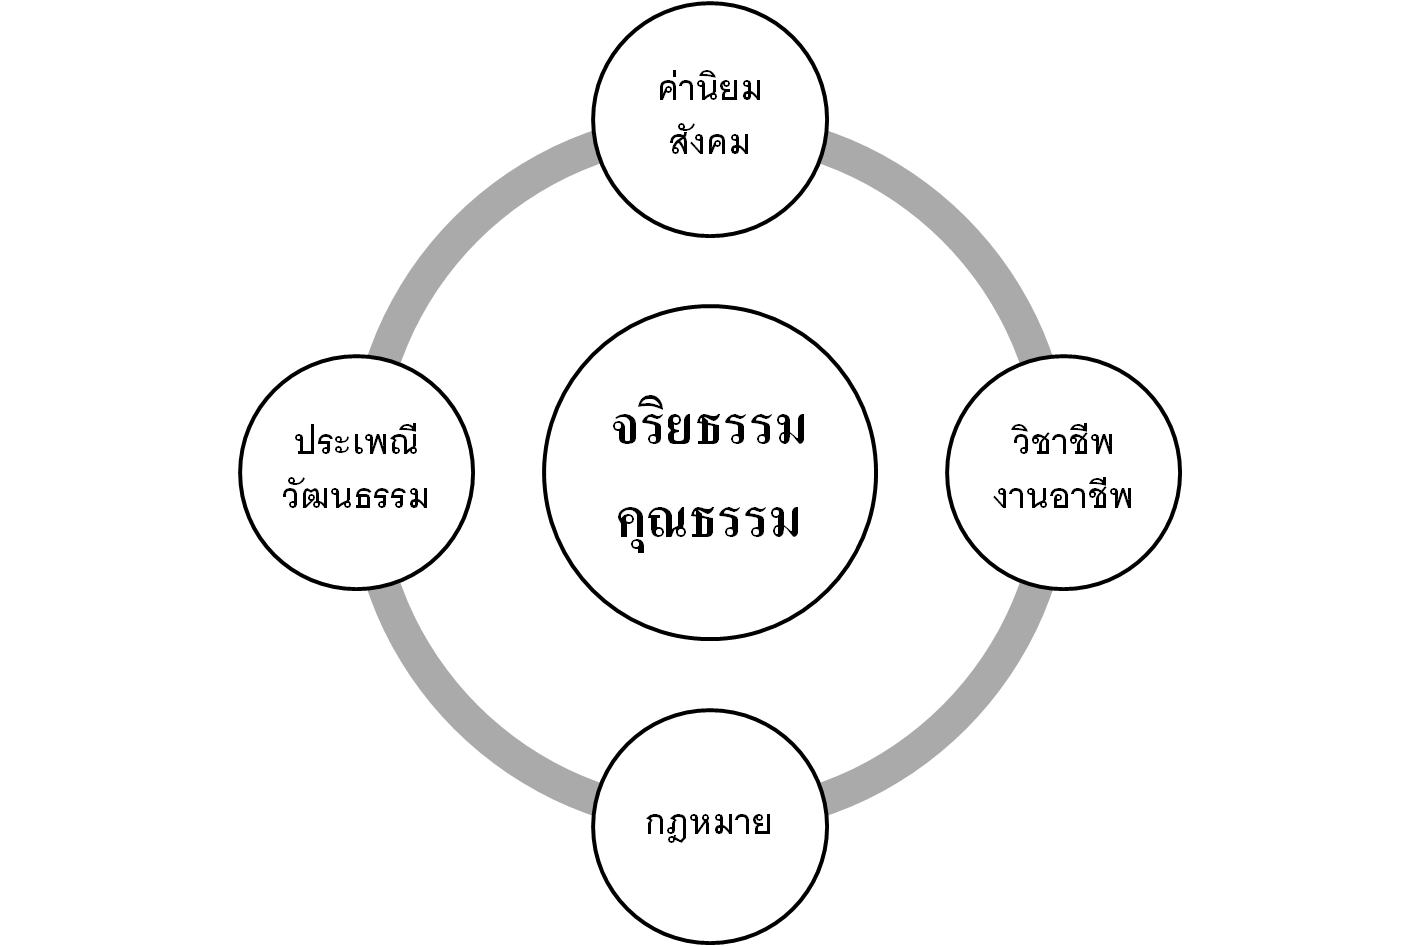 ค่านิยม
สังคม
ประเพณี
วัฒนธรรม
จริยธรรม
คุณธรรม
วิชาชีพ
งานอาชีพ
กฎหมาย